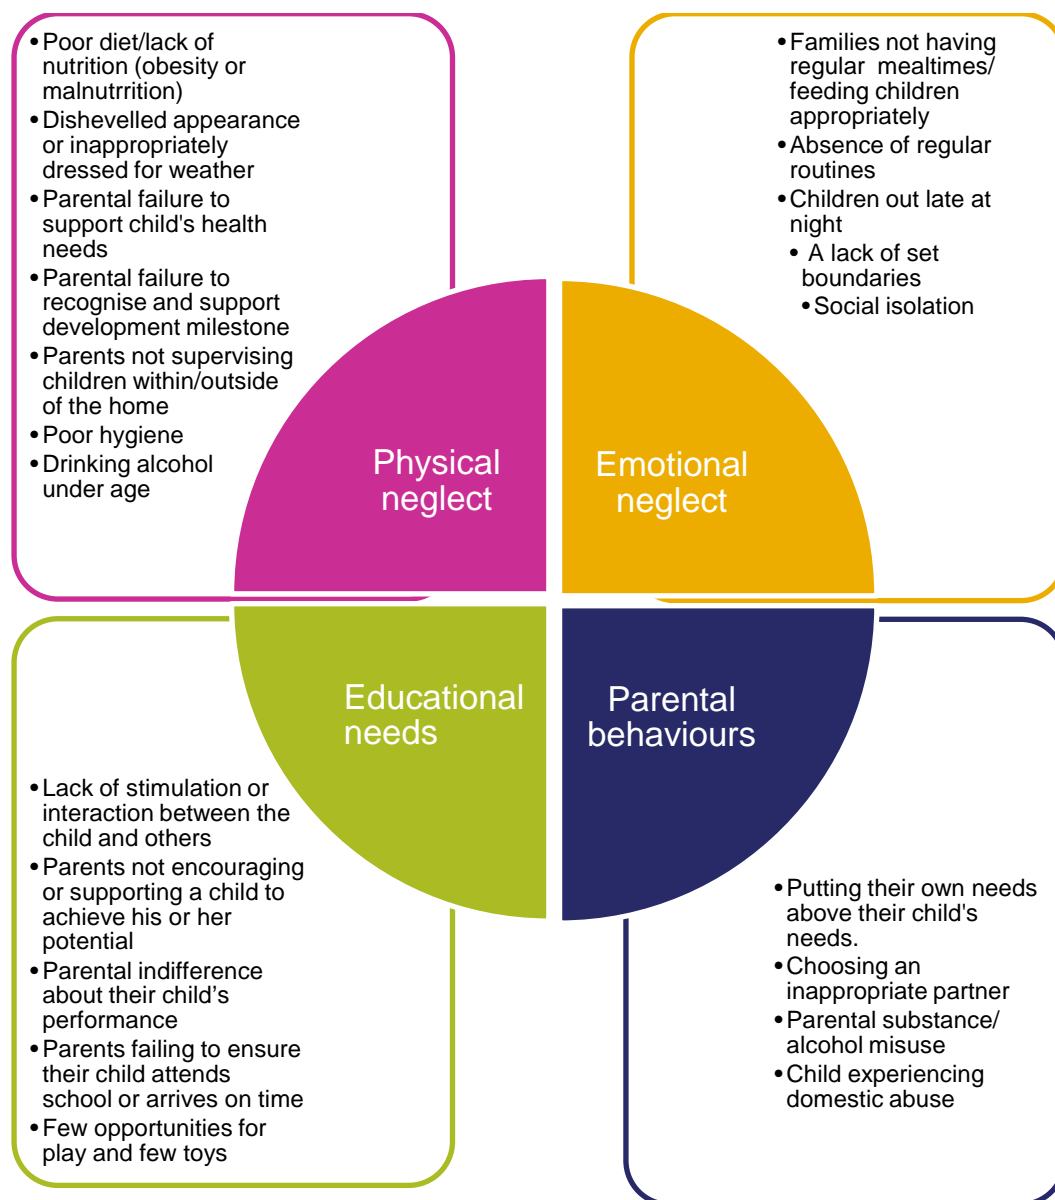 •Poor diet/lack of
nutrition (obesity or
malnutrrition)
•Dishevelled appearance
or inappropriately
dressed for weather
•Parental failure to
support child's health
needs
•Parental failure to
recognise and support
development milestone
•Parents not supervising
children within/outside
of the home
•Poor hygiene
•Drinking alcohol
under age
•Families not having
regular mealtimes/
feeding children
appropriately
•Absence of regular
routines
•Children out late at
night
• A lack of set
boundaries
•Social isolation
Physical
neglect
Emotional
neglect
Educational
needs
Parental
behaviours
•Lack of stimulation or
interaction between the
child and others
•Parents not encouraging
or supporting a child to
achieve his or her
potential
•Parental indifference
about their child’s
performance
•Parents failing to ensure
their child attends
school or arrives on time
•Few opportunities for
play and few toys
•Putting their own needs
above their child's
needs.
•Choosing an
inappropriate partner
•Parental substance/
alcohol misuse
•Child experiencing
domestic abuse